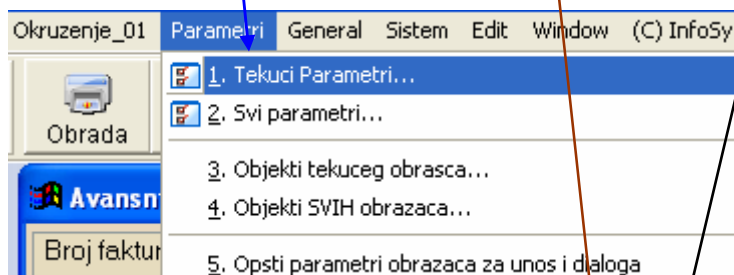 Okruzenje_01 Parametri General Sistem Edit Window (C) InfoSy
1. Tekuci Parametri...
2. Svi parametri...
Obrada
3. Objekti tekuceg obrasca...
Avansn
4. Objekti SVIH obrazaca...
Broj faktur
5. Opsti parametri obrazaca za unos i dialoga